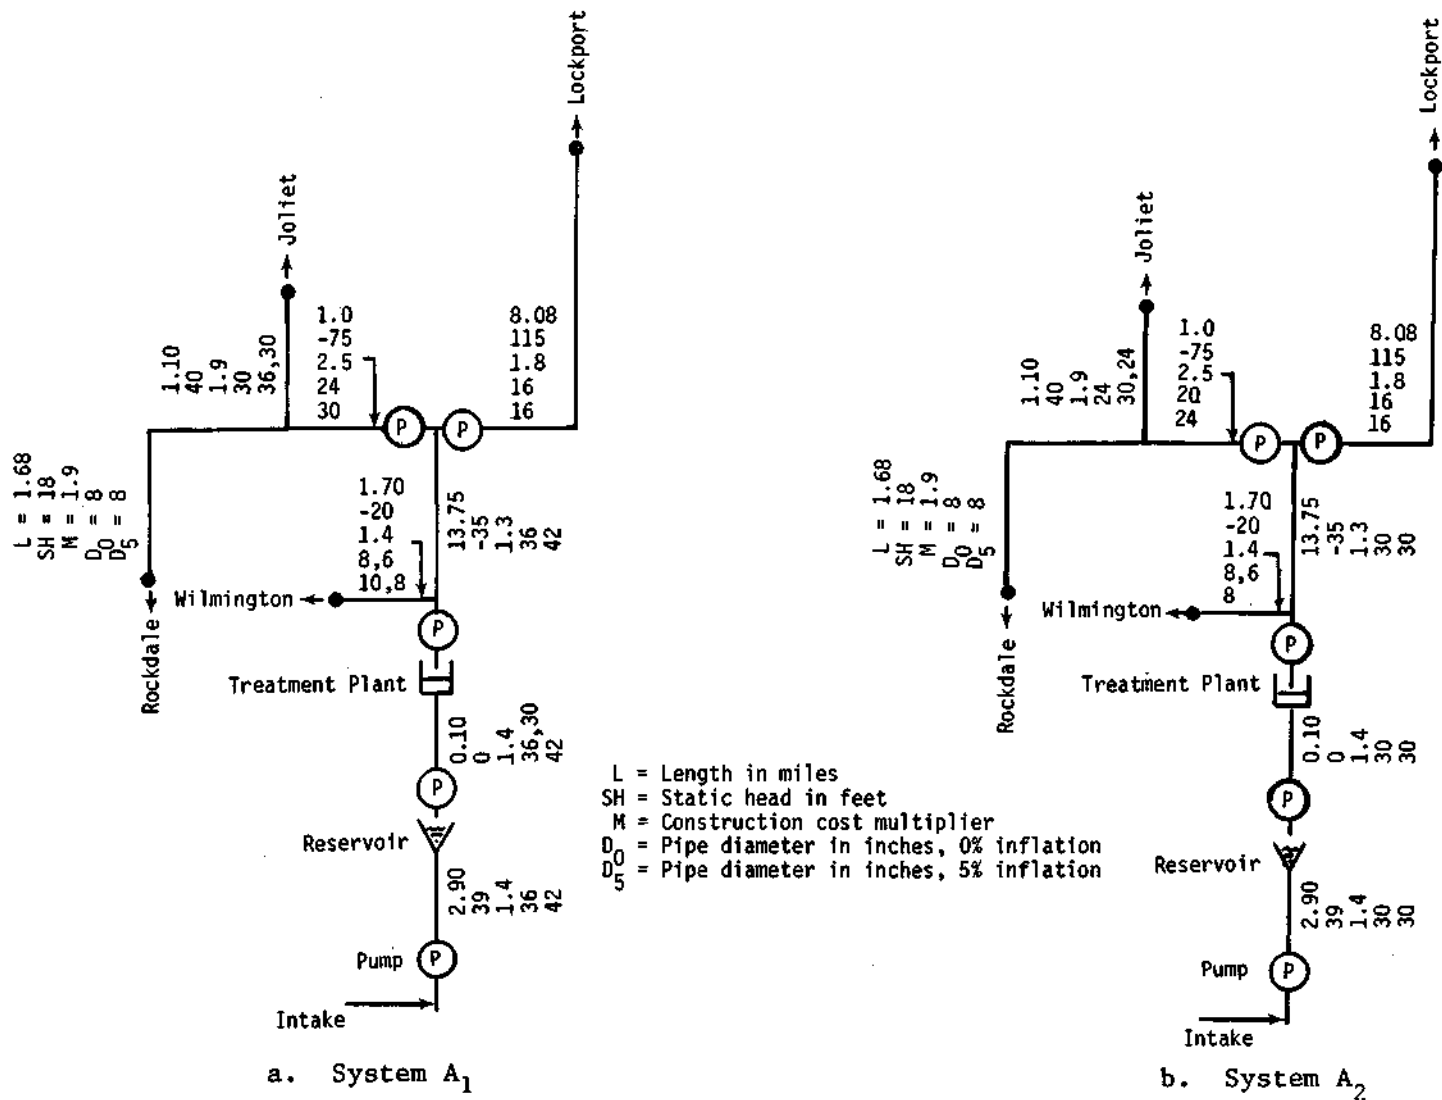 Lockport
Joliet
1.10
40
1.9
30
36,30
1.0
-75
2.5
24
30
8.08
115
1.8
16
16
P
P
L = 1.68
SH = 18
M = 1.9
D0 = 8
D5 = 8
1.70
-20
1.4
8,6
10,8
13.75
-35
1.3
36
42
Wilmington
Rockdale
P
Treatment Plant
0.10
0
1.4
36,30
42
P
Reservoir
2.90
39
1.4
36
42
Pump
P
Intake
a. System A1
L = Length in miles
SH = Static head in feet
M = Construction cost multiplier
D0 = Pipe diameter in inches, 0% inflation
D5 = Pipe diameter in inches, 5% inflation
Lockport
Joliet
1.10
40
1.9
24
30,24
1.0
-75
2.5
20
24
8.08
115
1.8
16
16
P
P
L = 1.68
SH = 18
M = 1.9
D0 = 8
D5 = 8
1.70
-20
1.4
8,6
8
13.75
-35
1.3
30
30
Wilmington
Rockdale
P
Treatment Plant
0.10
0
1.4
30
30
P
Reservoir
2.90
39
1.4
30
30
Pump
P
Intake
b. System A2